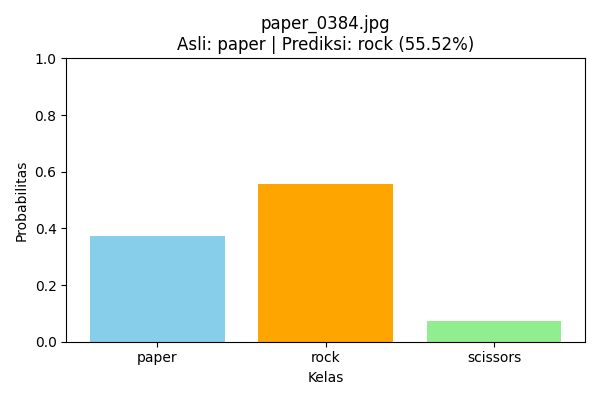 paper_0384.jpg
Asli: paper | Prediksi: rock (55.52%)
1.0
0.8
0.6
0.4
0.2
0.0
Probabilitas
paper
rock
scissors
Kelas